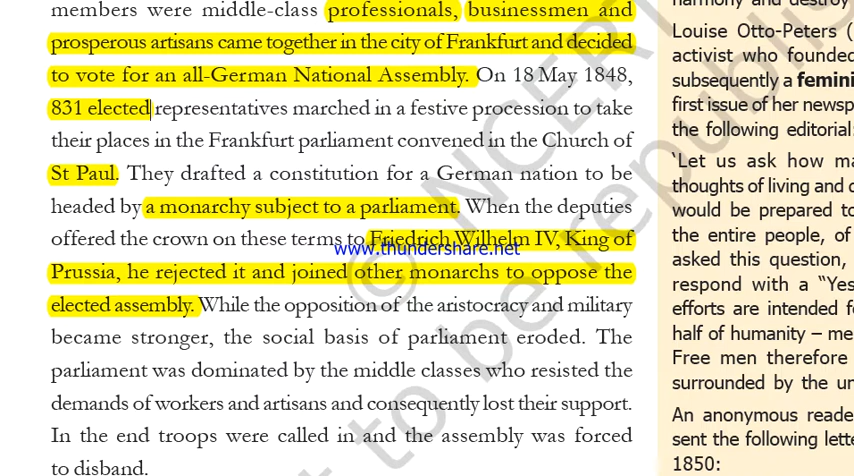 members were middle-class professionals, businessmen and
prosperous artisans came together in the city of Frankfurt and decided
to vote for an all-German National Assembly. On 18 May 1848,
831 elected representatives marched in a festive procession to take
their places in the Frankfurt parliament convened in the Church of
St Paul. They drafted a constitution for a German nation to be
headed by a monarchy subject to a parliament. When the deputies
offered the crown on these terms to Friedrich Wilhelm IV, King of
www.thundershare.net
Prussia, he rejected it and joined other monarchs to oppose the
elected assembly. While the opposition of the aristocracy and military
became stronger, the social basis of parliament eroded. The
parliament was dominated by the middle classes who resisted the
demands of workers and artisans and consequently lost their support.
In the end troops were called in and the assembly was forced
to disband.
harmony and destroy
Louise Otto-Peters (
activist who founded
subsequently a femini
first issue of her newsp
the following editorial:
‘Let us ask how ma
thoughts of living and d
would be prepared to
the entire people, of
asked this question,
respond with a “Yes
efforts are intended fo
half of humanity – me
Free men therefore
surrounded by the un
An anonymous reade
sent the following lette
1850:
© NCERT
not to be republi